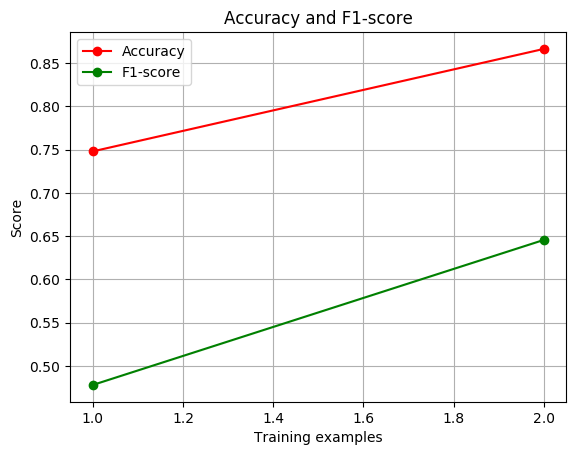 Accuracy and F1-score
Accuracy
F1-score
0.85
0.80
0.75
0.70
0.65
0.60
0.55
0.50
Score
1.0 1.2 1.4 1.6 1.8 2.0
Training examples